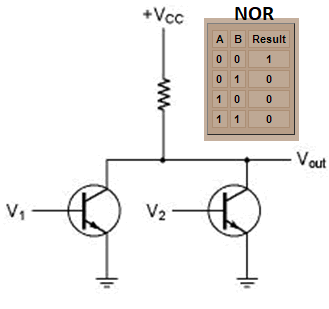 +VCC
NOR
A B Result
0 0 1
0 1 0
1 0 0
1 1 0
Vout
V1
V2